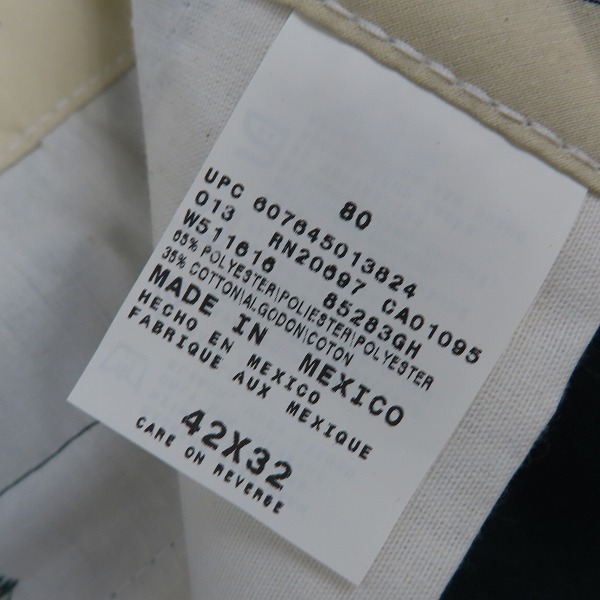 80
UPC 607645013824
013 RN20697 CA01095
W511616 85283GH
65% POLYESTER\POLIESTER\POLYESTER
35% COTTON\ALGODON\COTON
MADE IN MEXICO
HECHO EN MEXICO
FABRIQUE AUX MEXIQUE
42X32
CARE ON REVERSE